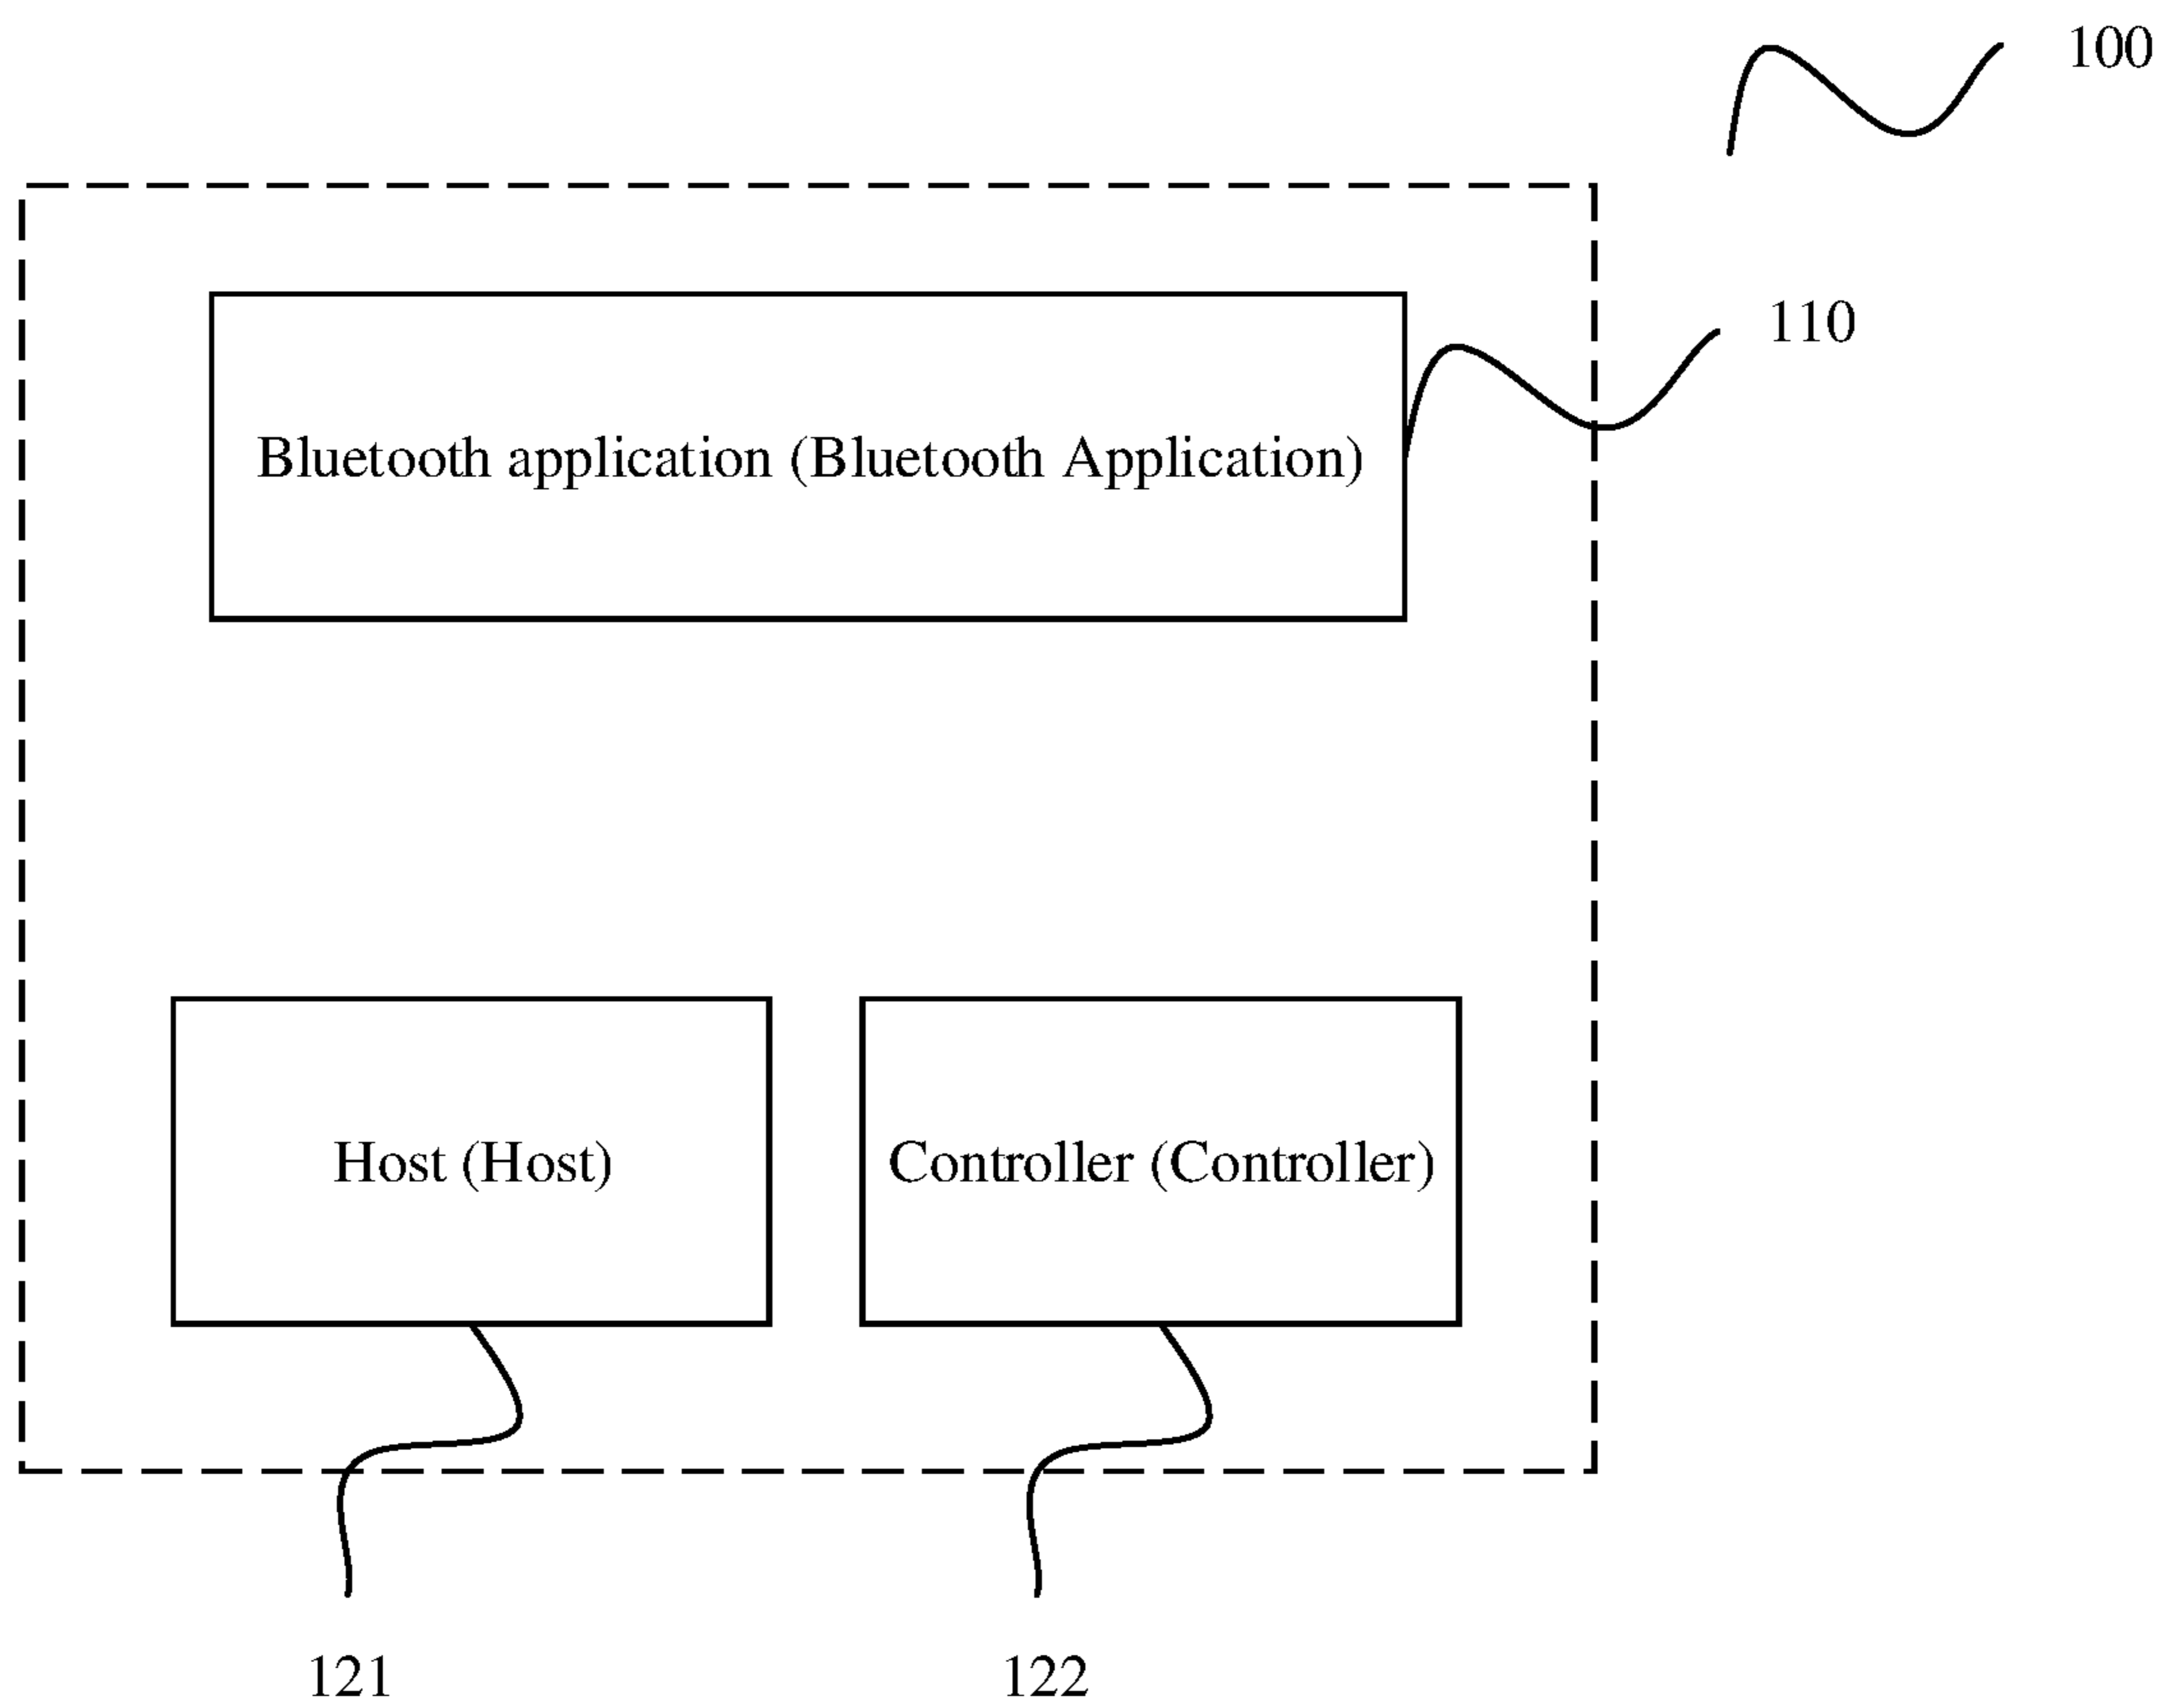 100
110
Bluetooth application (Bluetooth Application)
Host (Host)
Controller (Controller)
121
122